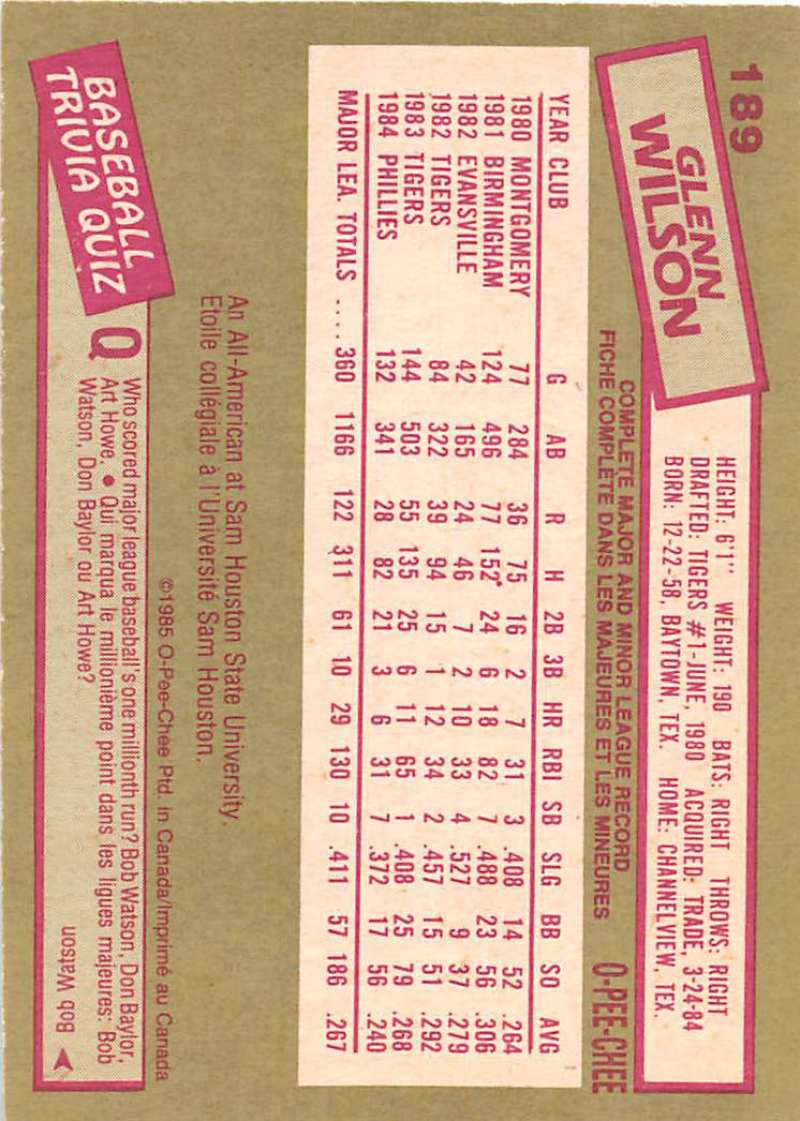 189
GLENN
WILSON
HEIGHT: 6'1'' WEIGHT: 190 BATS: RIGHT THROWS: RIGHT
DRAFTED: TIGERS #1-JUNE, 1980 ACQUIRED: TRADE, 3-24-84
BORN: 12-22-58, BAYTOWN, TEX. HOME: CHANNELVIEW, TEX.
COMPLETE MAJOR AND MINOR LEAGUE RECORD
FICHE COMPLÈTE DANS LES MAJEURES ET LES MINEURES
O-PEE-CHEE
YEAR CLUB G AB R H 2B 3B HR RBI SB SLG BB SO AVG
1980 MONTGOMERY 77 284 36 75 16 2 7 31 3 .408 14 52 .264
1981 BIRMINGHAM 124 496 77 152* 24 6 18 82 7 .488 23 56 .306
1982 EVANSVILLE 42 165 24 46 7 2 10 33 4 .527 9 37 .279
1982 TIGERS 84 322 39 94 15 1 12 34 2 .457 15 51 .292
1983 TIGERS 144 503 55 135 25 6 11 65 1 .408 25 79 .268
1984 PHILLIES 132 341 28 82 21 3 6 31 7 .372 17 56 .240
MAJOR LEA. TOTALS ..... 360 1166 122 311 61 10 29 130 10 .411 57 186 .267
An All-American at Sam Houston State University.
Étoile collégiale à l'Université Sam Houston.
©1985 O-Pee-Chee Ptd. in Canada/Imprimé au Canada
BASEBALL
TRIVIA QUIZ
Q Who scored major league baseball's one millionth run? Bob Watson, Don Baylor,
Art Howe. • Qui marqua le millionième point dans les ligues majeures: Bob
Watson, Don Baylor ou Art Howe?
Bob Watson